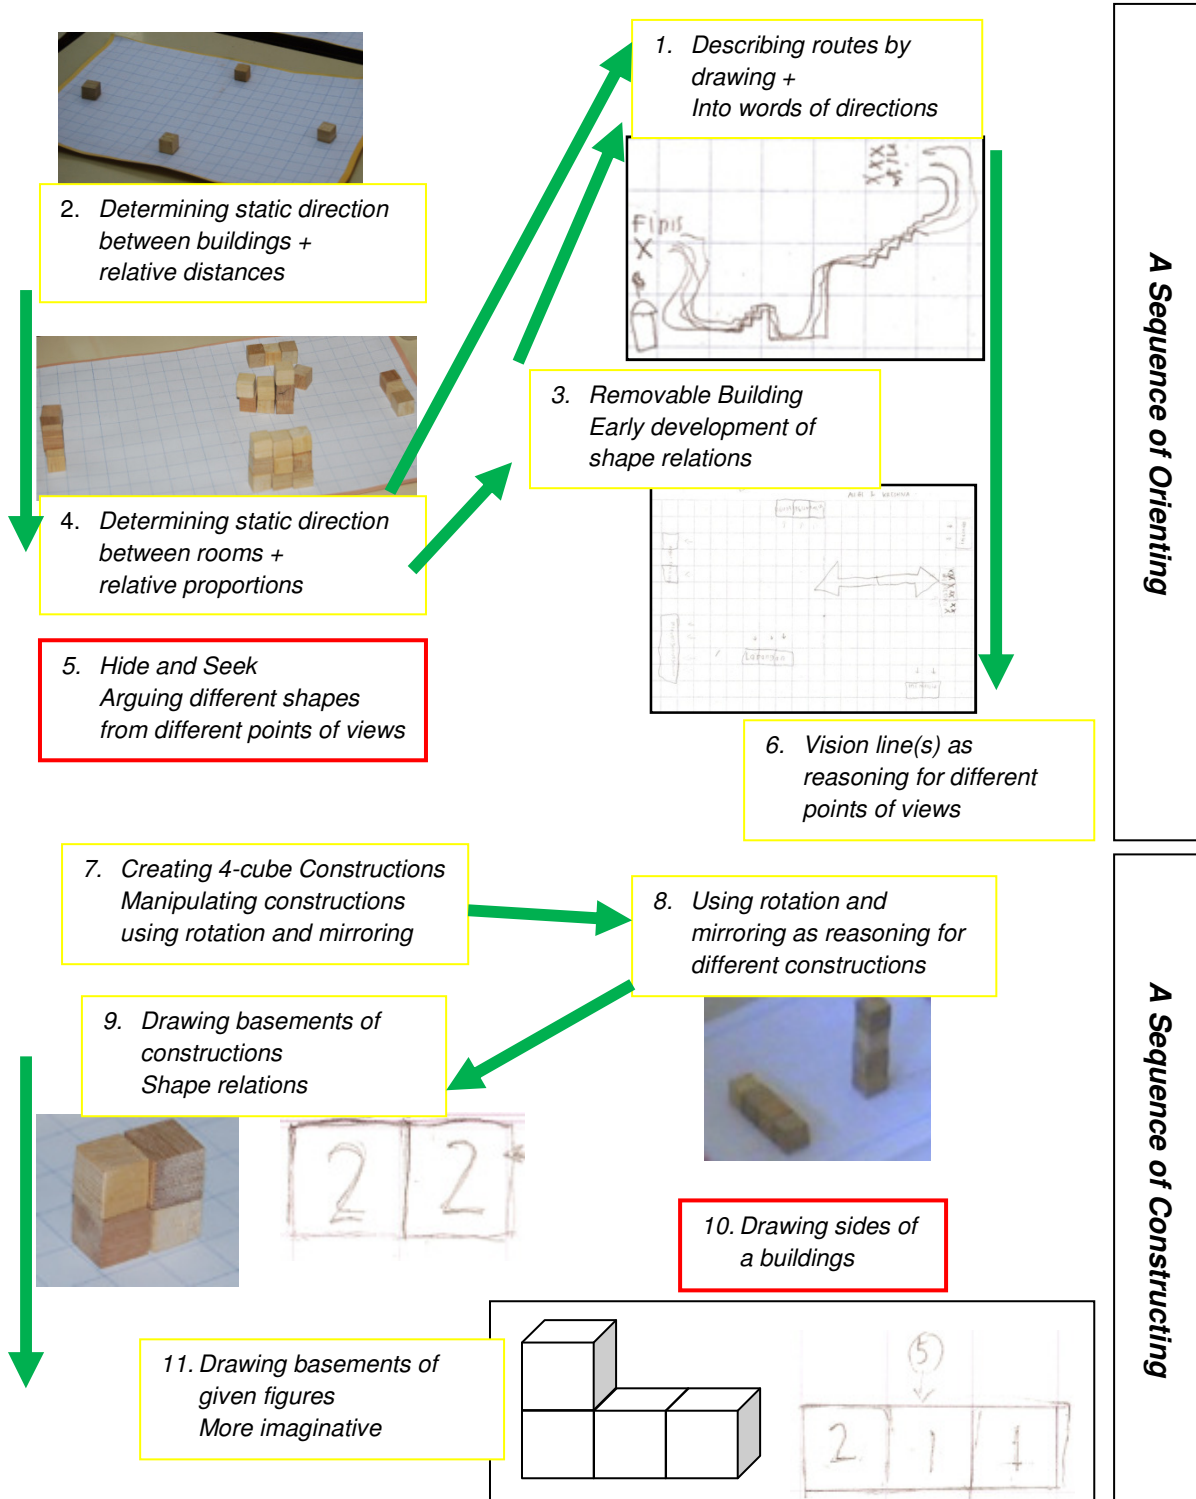 1. Describing routes by
drawing +
Into words of directions
Finis
X
2. Determining static direction
between buildings +
relative distances
3. Removable Building
Early development of
shape relations
4. Determining static direction
between rooms +
relative proportions
5. Hide and Seek
Arguing different shapes
from different points of views
6. Vision line(s) as
reasoning for different
points of views
A Sequence of Orienting
7. Creating 4-cube Constructions
Manipulating constructions
using rotation and mirroring
8. Using rotation and
mirroring as reasoning for
different constructions
9. Drawing basements of
constructions
Shape relations
2 2
10. Drawing sides of
a buildings
11. Drawing basements of
given figures
More imaginative
5
2 1 1
A Sequence of Constructing